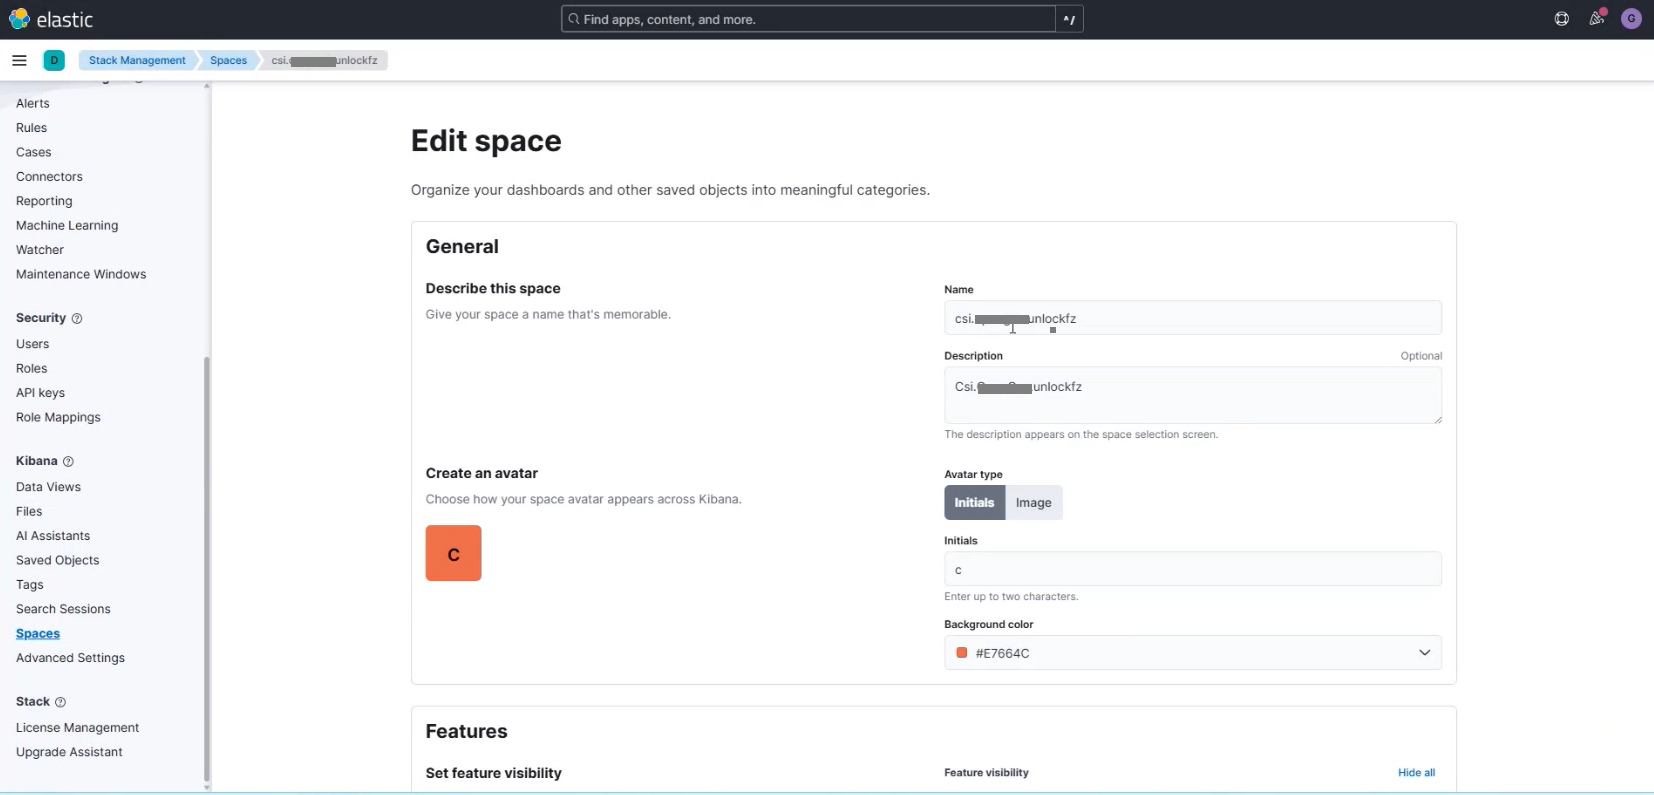 elastic
Find apps, content, and more.
^/
G
D
Stack Management
Spaces
csi. unlockfz
Alerts
Rules
Cases
Connectors
Reporting
Machine Learning
Watcher
Maintenance Windows
Security
Users
Roles
API keys
Role Mappings
Kibana
Data Views
Files
AI Assistants
Saved Objects
Tags
Search Sessions
Spaces
Advanced Settings
Stack
License Management
Upgrade Assistant
Edit space
Organize your dashboards and other saved objects into meaningful categories.
General
Describe this space
Give your space a name that's memorable.
Name
csi. unlockfz
Description Optional
Csi. unlockfz
The description appears on the space selection screen.
Create an avatar
Choose how your space avatar appears across Kibana.
C
Avatar type
Initials Image
Initials
c
Enter up to two characters.
Background color
#E7664C
Features
Set feature visibility
Feature visibility Hide all